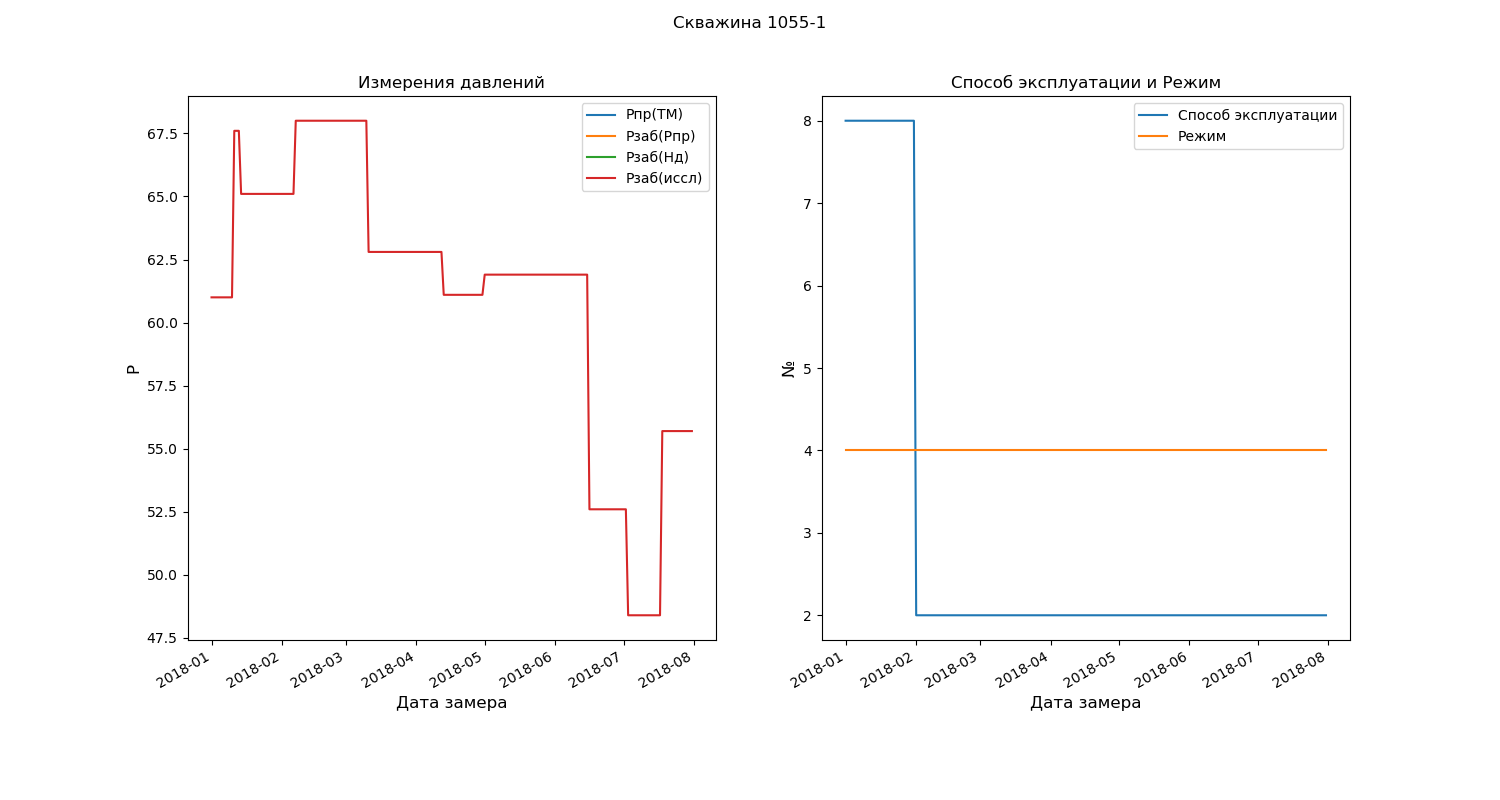 Скважина 1055-1
Измерения давлений
Рпр(ТМ)
Рзаб(Рпр)
Рзаб(Нд)
Рзаб(иссл)
67.5
65.0
62.5
60.0
57.5
55.0
52.5
50.0
47.5
P
2018-01
2018-02
2018-03
2018-04
2018-05
2018-06
2018-07
2018-08
Дата замера
Способ эксплуатации и Режим
Способ эксплуатации
Режим
8
7
6
5
4
3
2
№
2018-01
2018-02
2018-03
2018-04
2018-05
2018-06
2018-07
2018-08
Дата замера